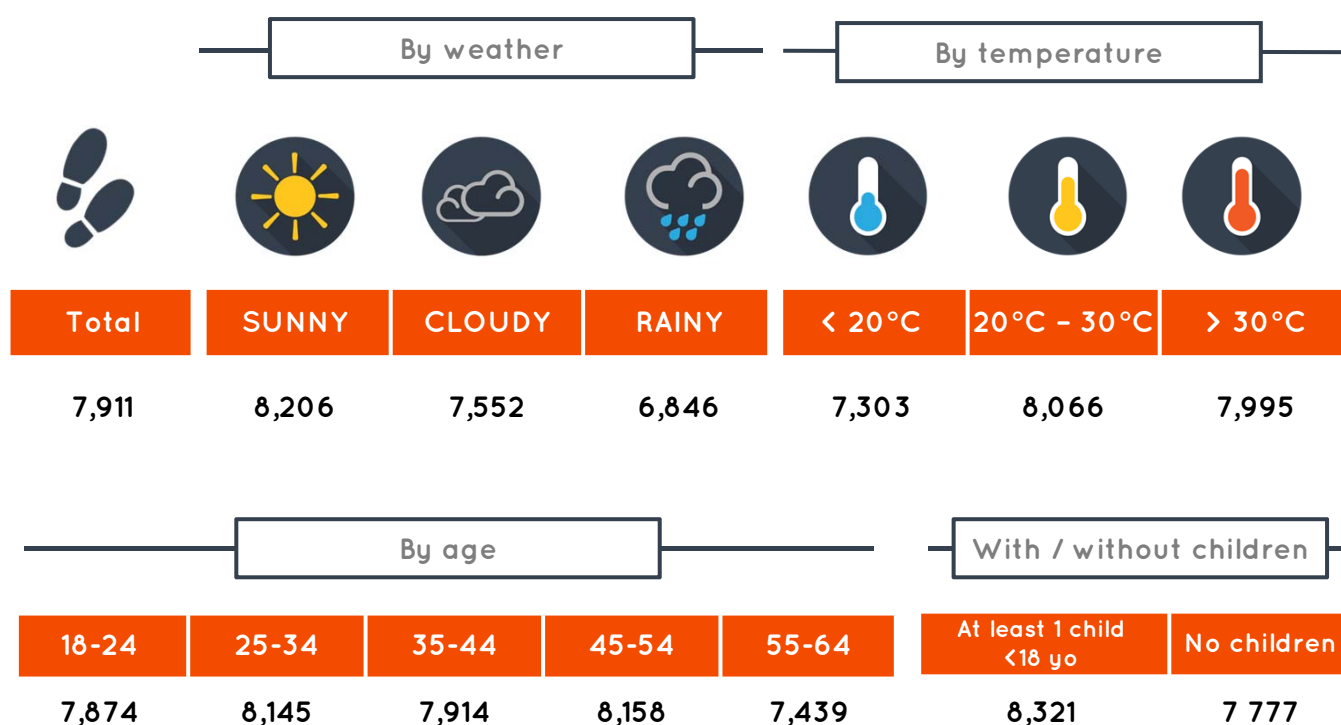 By weather
By temperature
Total
SUNNY
CLOUDY
RAINY
< 20°C
20°C - 30°C
> 30°C
7,911
8,206
7,552
6,846
7,303
8,066
7,995
By age
With / without children
18-24
25-34
35-44
45-54
55-64
At least 1 child
<18 yo
No children
7,874
8,145
7,914
8,158
7,439
8,321
7 777